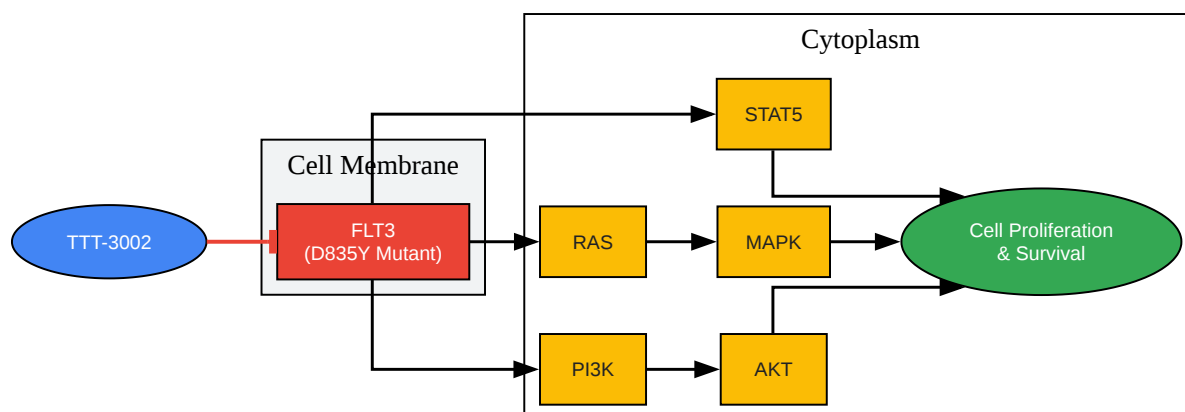 Cytoplasm
STAT5
Cell Membrane
TTT-3002
FLT3
(D835Y Mutant)
RAS
MAPK
Cell Proliferation
& Survival
PI3K
AKT